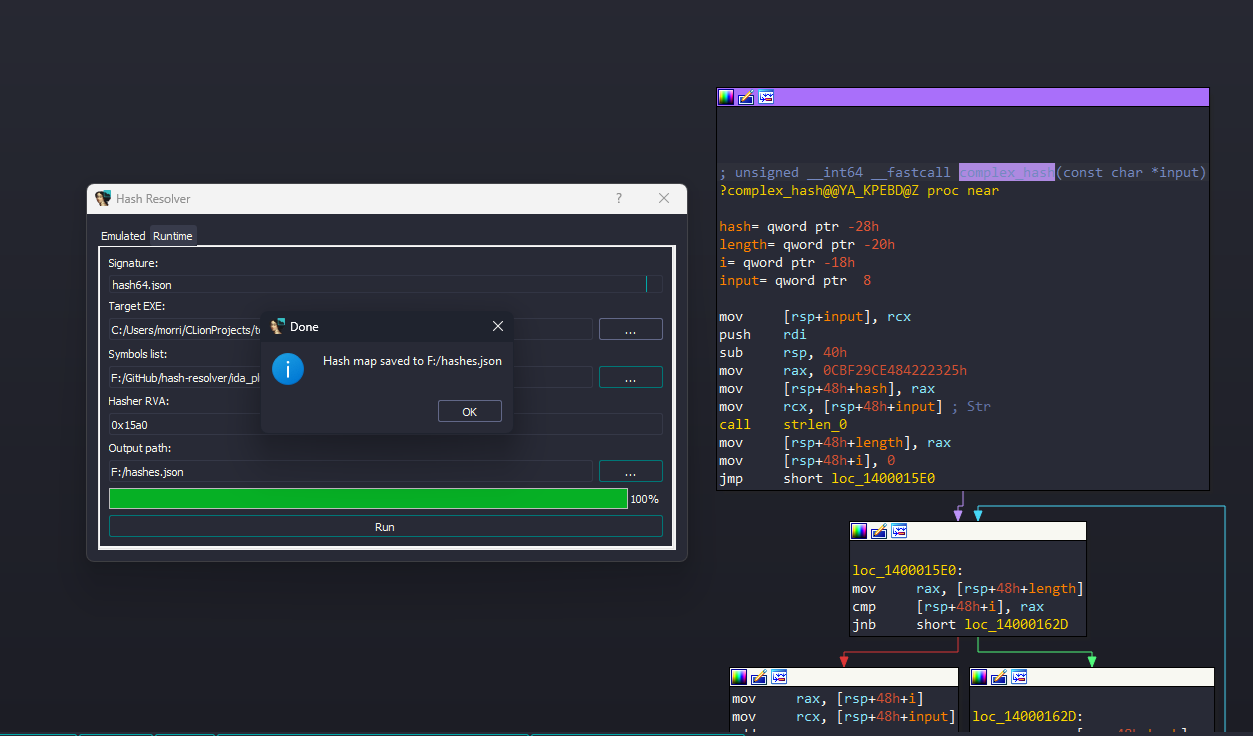 Hash Resolver
?
Emulated Runtime
Signature:
hash64.json
Target EXE:
C:/Users/morri/CLionProjects/t
...
Symbols list:
F:/GitHub/hash-resolver/ida_pl
...
Hasher RVA:
0x15a0
Output path:
F:/hashes.json
...
100%
Run
Done
Hash map saved to F:/hashes.json
OK
; unsigned __int64 __fastcall complex_hash(const char *input)
?complex_hash@@YA_KPEBD@Z proc near
hash= qword ptr -28h
length= qword ptr -20h
i= qword ptr -18h
input= qword ptr  8
mov     [rsp+input], rcx
push    rdi
sub     rsp, 40h
mov     rax, 0CBF29CE484222325h
mov     [rsp+48h+hash], rax
mov     rcx, [rsp+48h+input] ; Str
call    strlen_0
mov     [rsp+48h+length], rax
mov     [rsp+48h+i], 0
jmp     short loc_1400015E0
loc_1400015E0:
mov     rax, [rsp+48h+length]
cmp     [rsp+48h+i], rax
jnb     short loc_14000162D
mov     rax, [rsp+48h+i]
mov     rcx, [rsp+48h+input]
loc_14000162D: